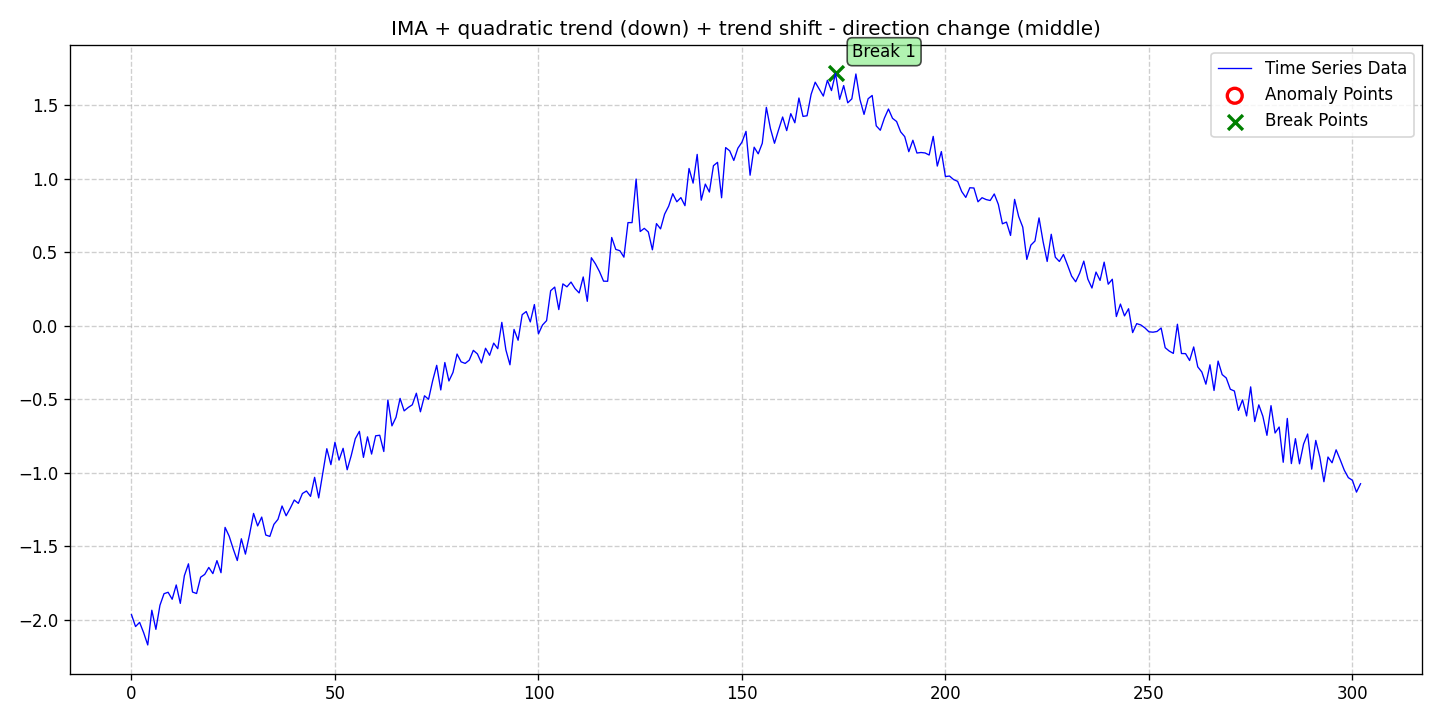 IMA + quadratic trend (down) + trend shift - direction change (middle)
Break 1
Time Series Data
Anomaly Points
Break Points
1.5
1.0
0.5
0.0
−0.5
−1.0
−1.5
−2.0
0 50 100 150 200 250 300